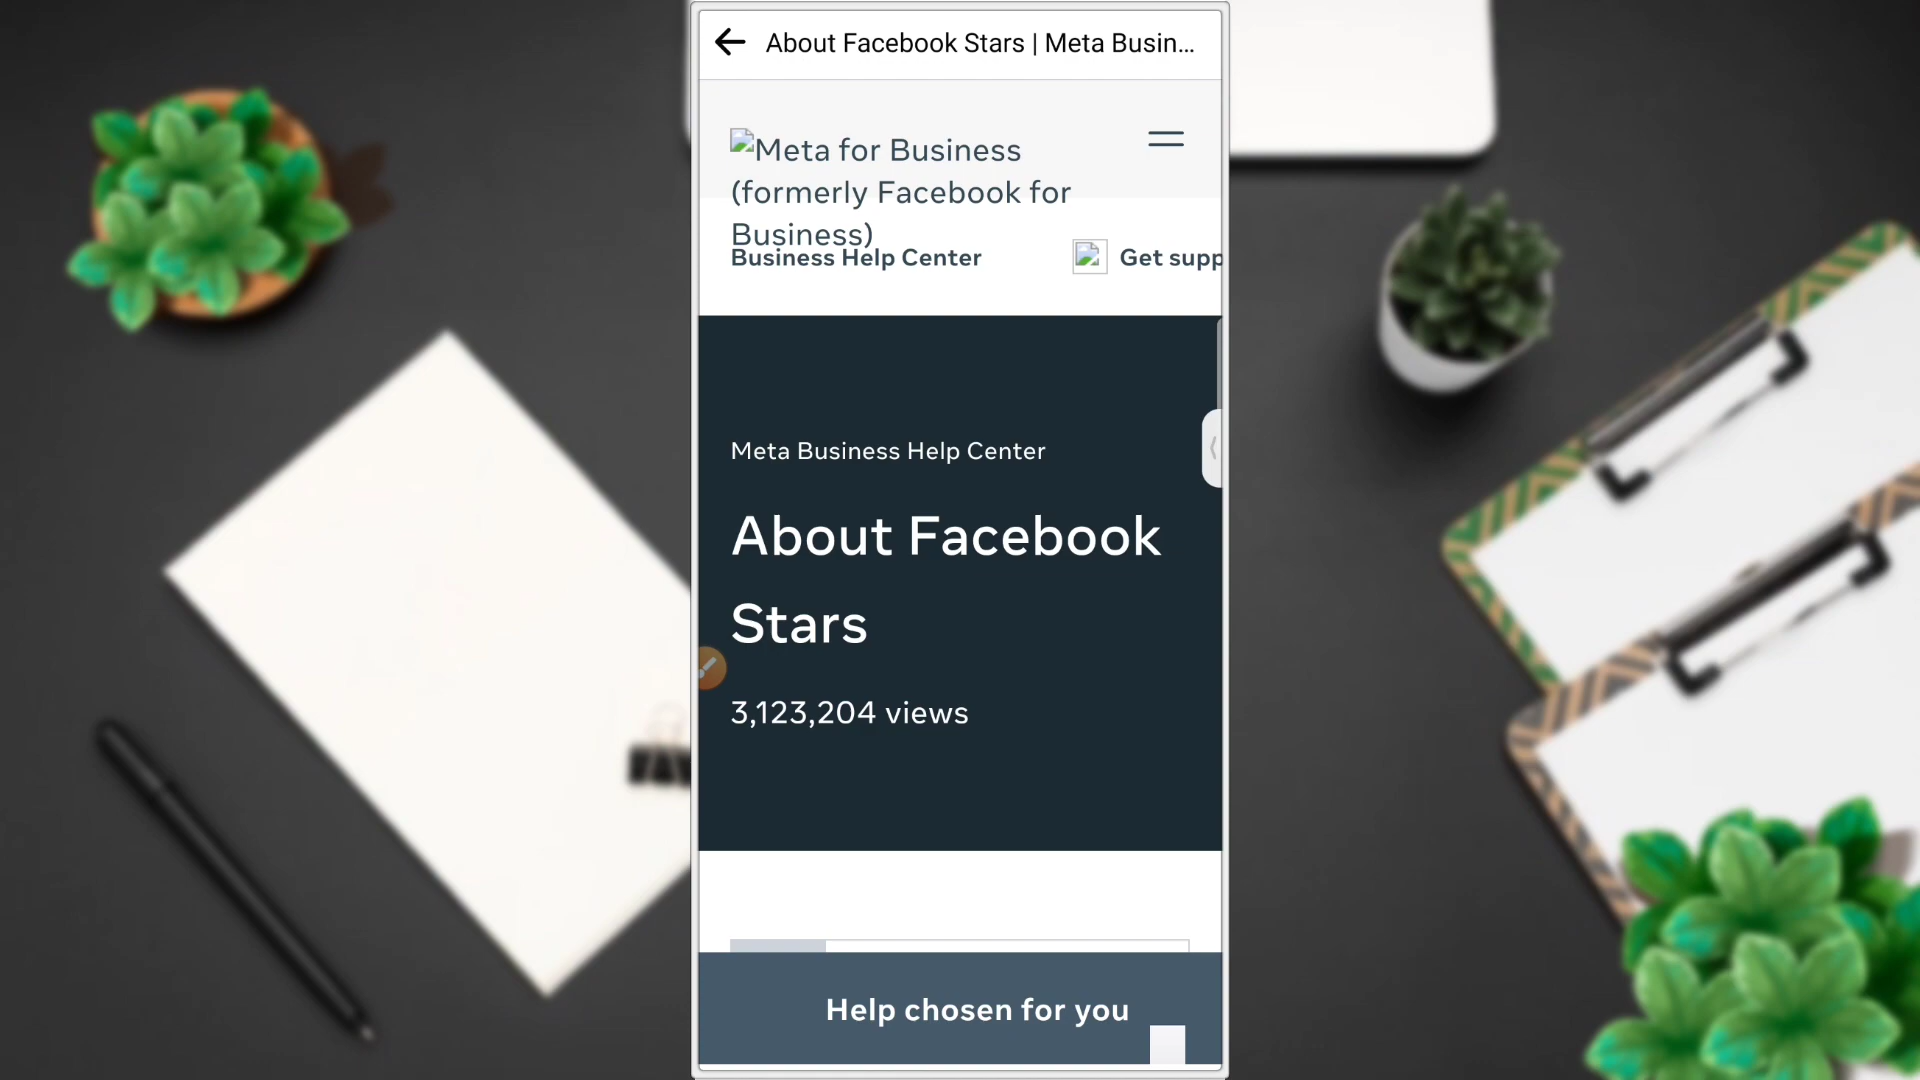 About Facebook Stars | Meta Busin...
Meta for Business
(formerly Facebook for
Business)
Business Help Center
Get supp
Meta Business Help Center
About Facebook
Stars
3,123,204 views
Help chosen for you